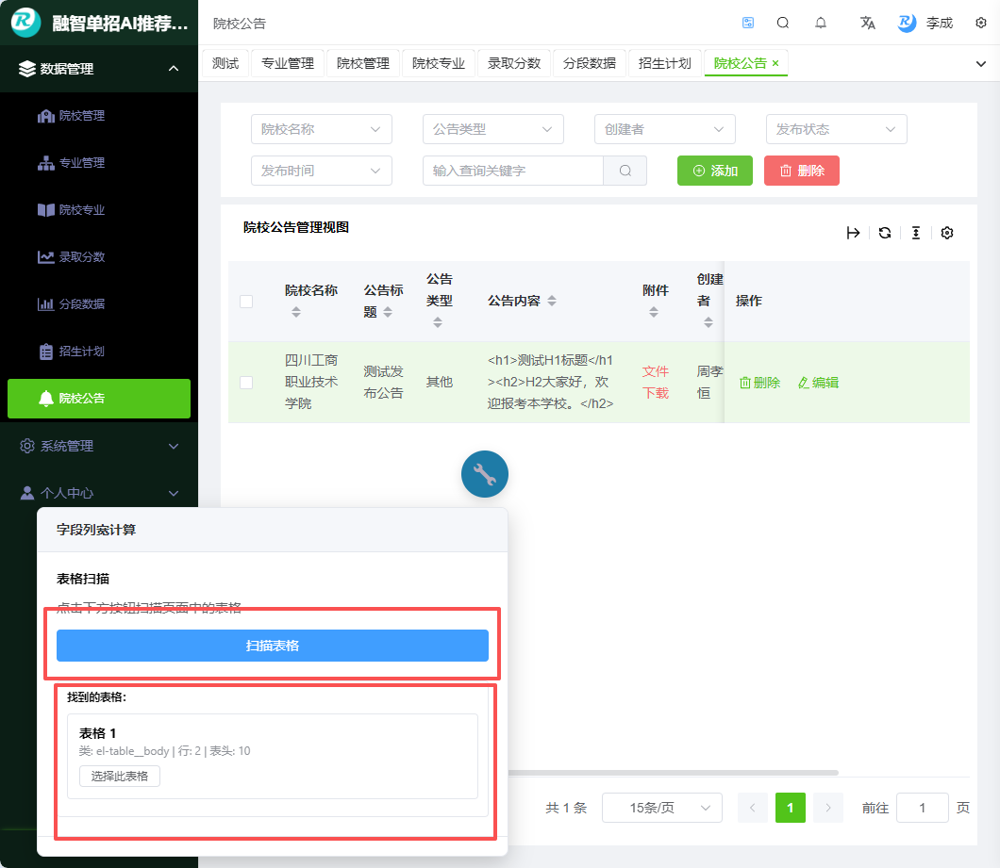 融智单招AI推荐...
院校公告
李成
数据管理
测试
专业管理
院校管理
院校专业
录取分数
分段数据
招生计划
院校公告 ×
院校管理
专业管理
院校专业
录取分数
分段数据
招生计划
院校公告
系统管理
个人中心
院校名称
公告类型
创建者
发布状态
发布时间
输入查询关键字
添加
删除
院校公告管理视图
院校名称
公告标
题
公告
类型
公告内容
附件
创建
者
操作
四川工商
职业技术
学院
测试发
布公告
其他
<h1>测试H1标题</h1
><h2>H2大家好，欢
迎报考本学校。</h2>
文件
下载
周孝
恒
删除
编辑
字段列宽计算
表格扫描
点击下方按钮扫描页面中的表格
扫描表格
找到的表格:
表格 1
类: el-table__body | 行: 2 | 表头: 10
选择此表格
共 1 条
15条/页
1
前往
1
页